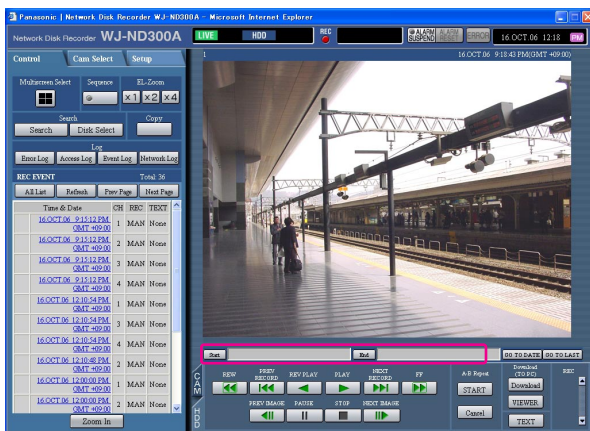 Panasonic | Network Disk Recorder WJ-ND300A - Microsoft Internet Explorer
Network Disk Recorder WJ-ND300A
LIVE HDD REC ALARM SUSPEND ALARM RESET ERROR 16 OCT 06 12:18 PM
Control Cam Select Setup
1 16.OCT.06 9:18:43 PM(GMT +09:00)
Multiscreen Select Sequence EL-Zoom
x1 x2 x4
Search Copy
Search Disk Select
Log
Error Log Access Log Event Log Network Log
REC EVENT Total: 36
All List Refresh Prev Page Next Page
Time & Date CH REC TEXT
16.OCT.06 9:15:12 PM GMT +09:00 1 MAN None
16.OCT.06 9:15:12 PM GMT +09:00 2 MAN None
16.OCT.06 9:15:12 PM GMT +09:00 3 MAN None
16.OCT.06 9:15:12 PM GMT +09:00 4 MAN None
16.OCT.06 12:10:54 PM GMT +09:00 1 MAN None
16.OCT.06 12:10:54 PM GMT +09:00 3 MAN None
16.OCT.06 12:10:54 PM GMT +09:00 4 MAN None
16.OCT.06 12:10:48 PM GMT +09:00 2 MAN None
16.OCT.06 12:00:00 PM GMT +09:00 1 MAN None
16.OCT.06 12:00:00 PM GMT +09:00 2 MAN None
Zoom In
Start End GO TO DATE GO TO LAST
CAM
HDD
REW PREV RECORD REV PLAY PLAY NEXT RECORD FF
PREV IMAGE PAUSE STOP NEXT IMAGE
A-B Repeat
START
Cancel
Download (TO PC)
Download
VIEWER
TEXT
REC